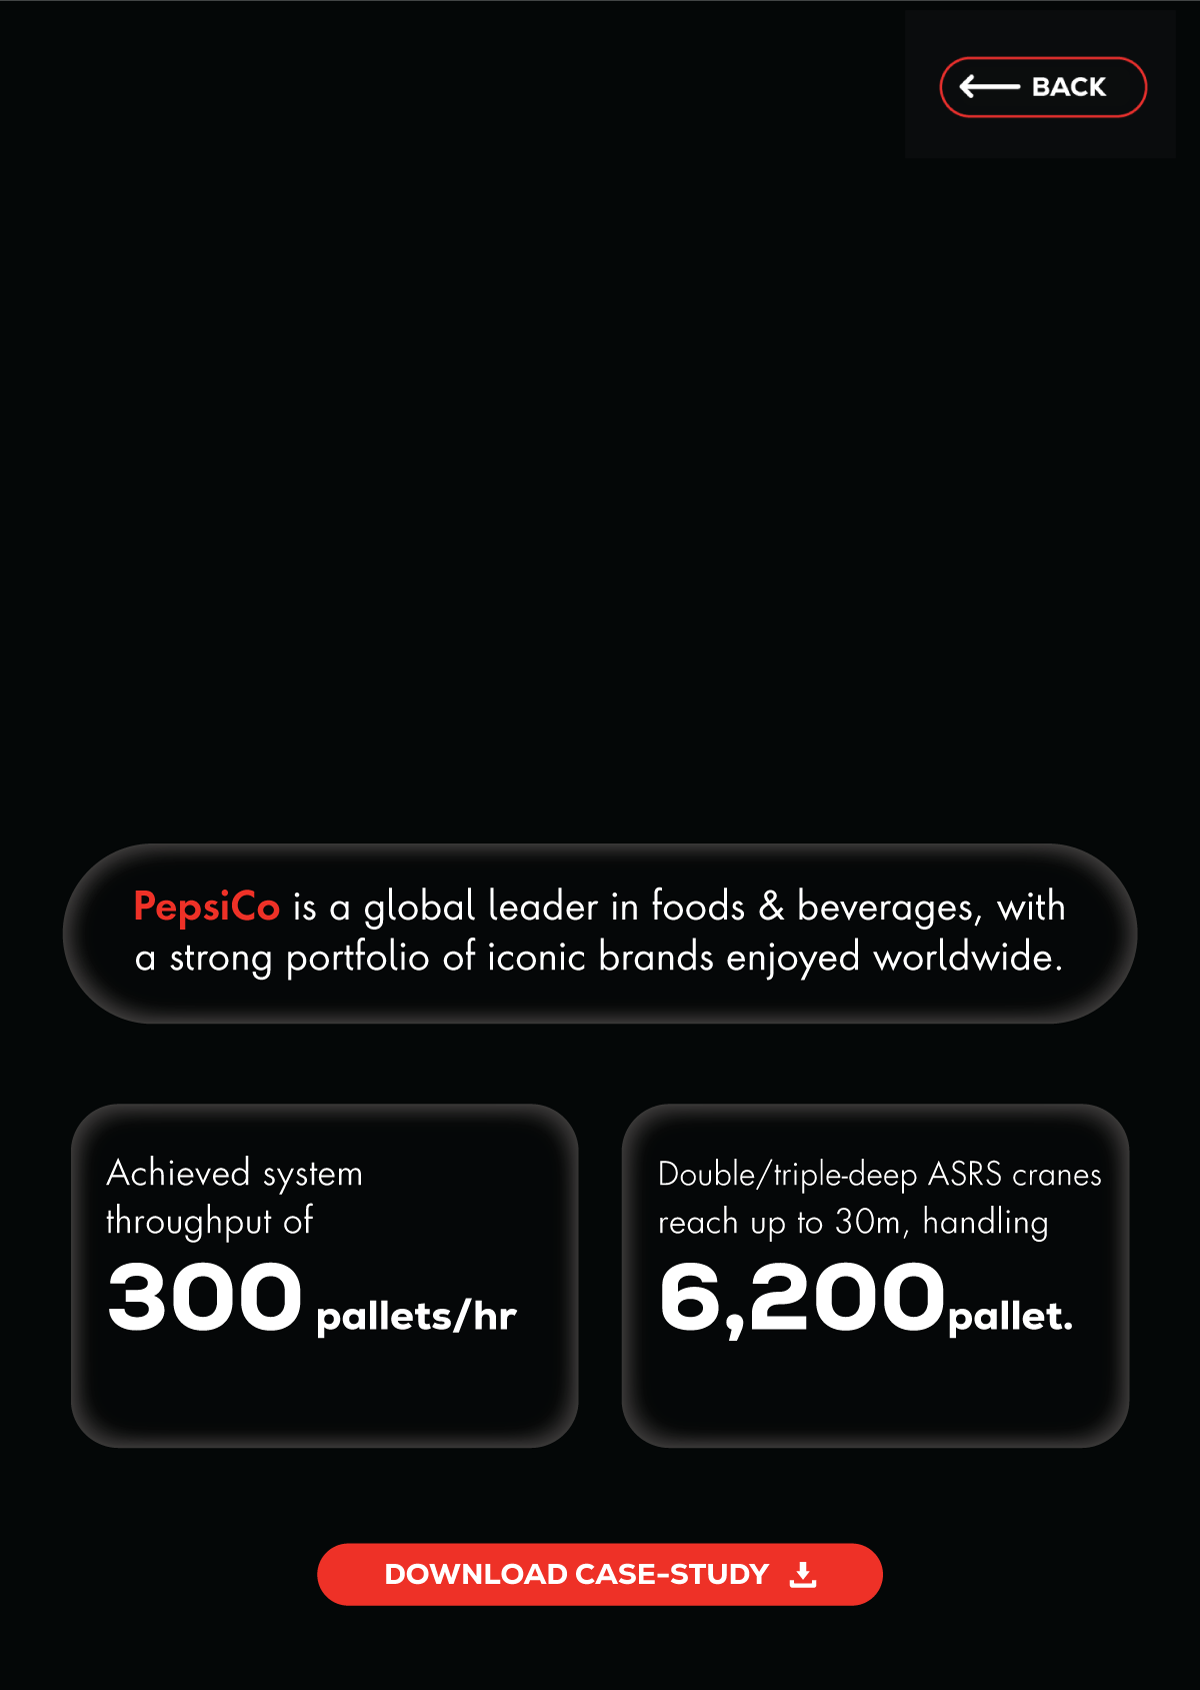 BACK
PepsiCo is a global leader in foods & beverages, with
a strong portfolio of iconic brands enjoyed worldwide.
Achieved system
throughput of
300 pallets/hr
Double/triple-deep ASRS cranes
reach up to 30m, handling
6,200pallet.
DOWNLOAD CASE-STUDY